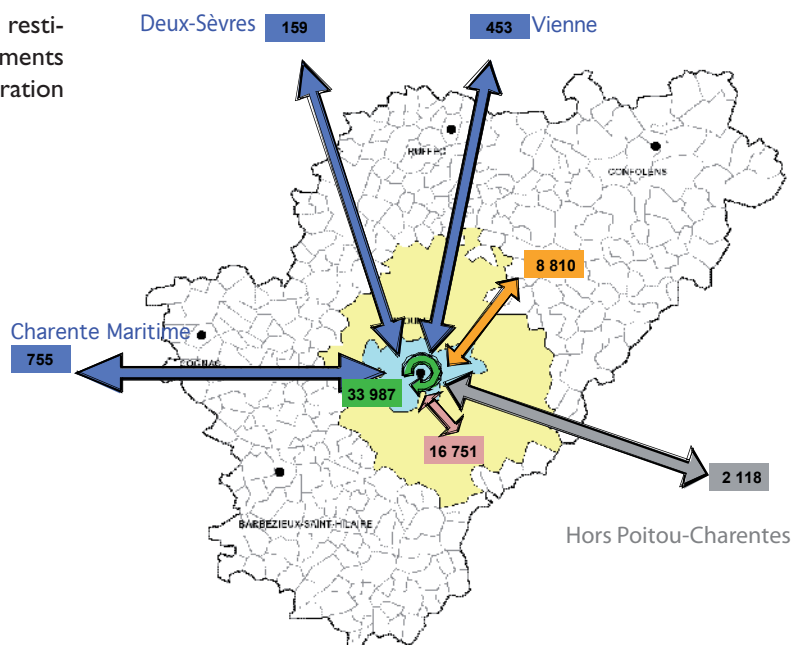 resti-
ments
ration
Deux-Sèvres 159
453 Vienne
RUFFEC
CONFOLENS
8 810
Charente Maritime
755
COGNAC
33 987
16 751
2 118
BARBEZIEUX-SAINT-HILAIRE
Hors Poitou-Charentes